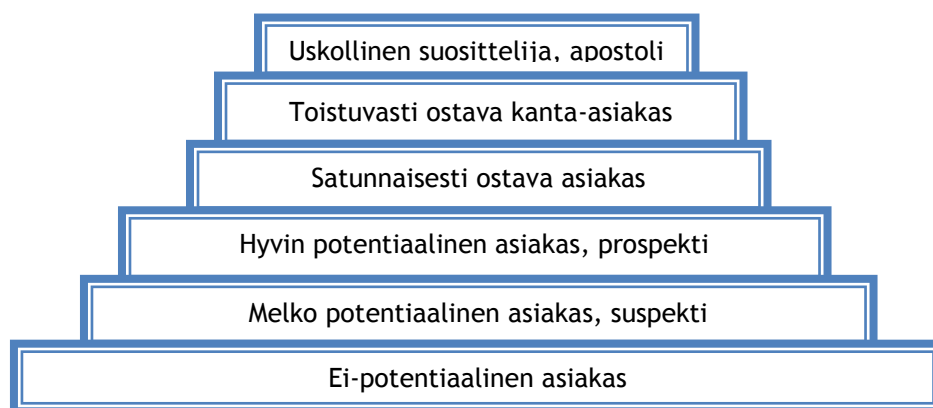 Uskollinen suosittelija, apostoli
Toistuvasti ostava kanta-asiakas
Satunnaisesti ostava asiakas
Hyvin potentiaalinen asiakas, prospekti
Melko potentiaalinen asiakas, suspekti
Ei-potentiaalinen asiakas